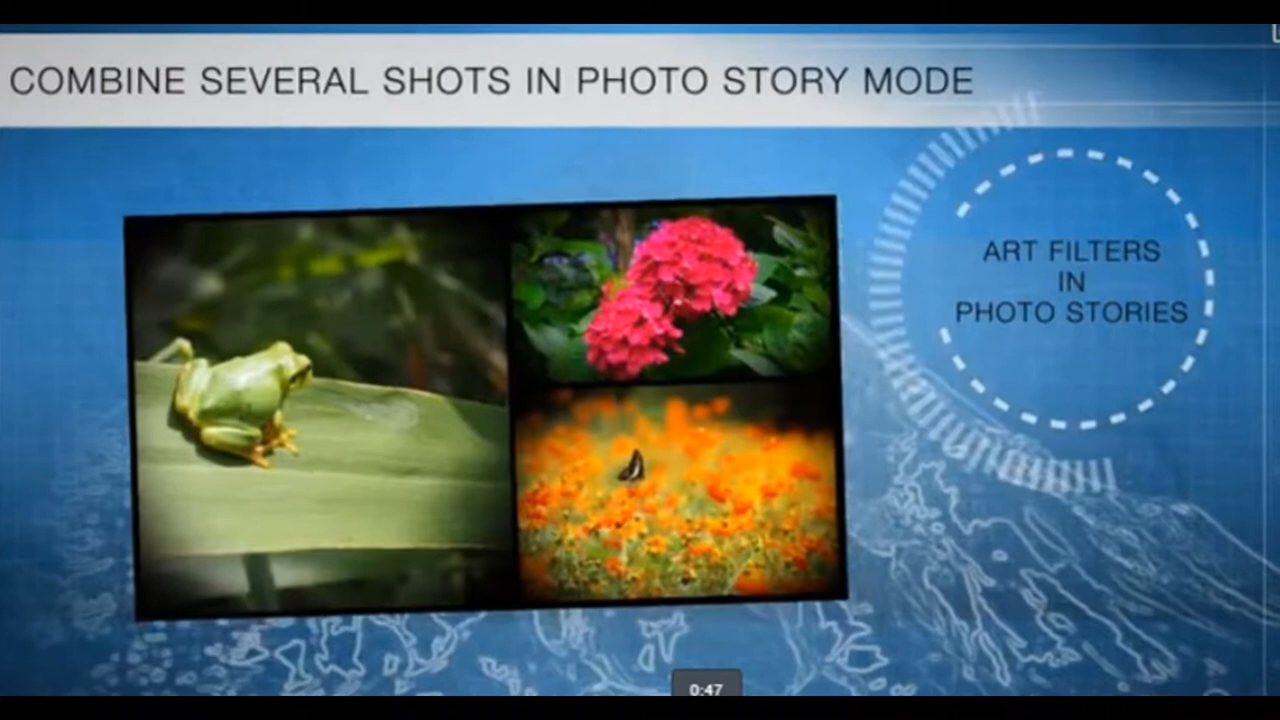 COMBINE SEVERAL SHOTS IN PHOTO STORY MODE
ART FILTERS
IN
PHOTO STORIES
0:47